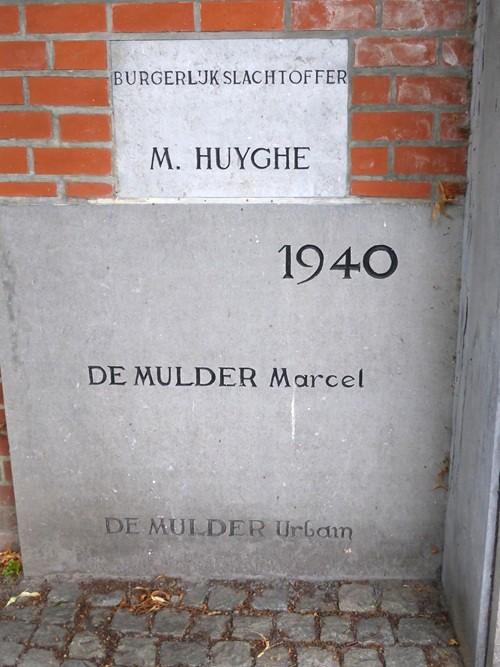 BURGERLIJK SLACHTOFFER
M. HUYGHE
1940
DE MULDER Marcel
DE MULDER Urbain